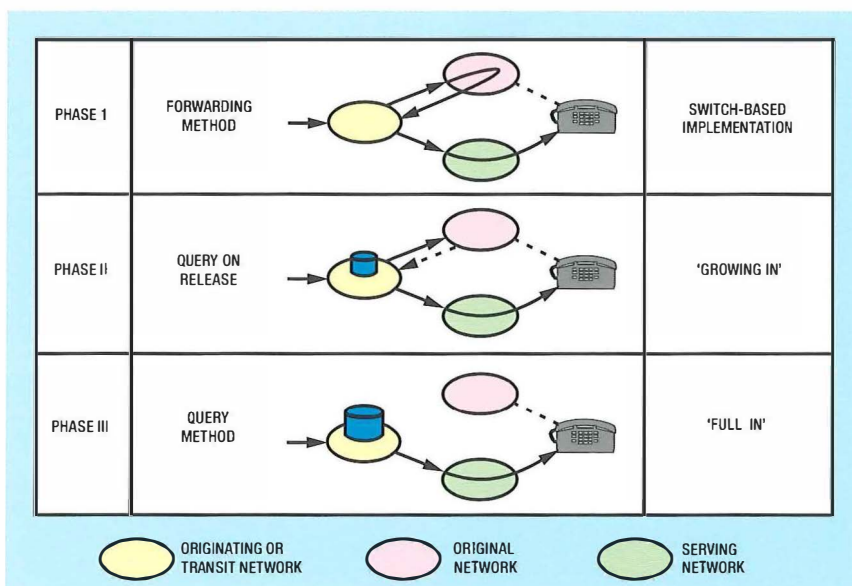 PHASE 1
FORWARDING
METHOD
SWITCH-BASED
IMPLEMENTATION
PHASE II
QUERY ON
RELEASE
'GROWING IN'
PHASE III
QUERY
METHOD
'FULL IN'
ORIGINATING OR
TRANSIT NETWORK
ORIGINAL
NETWORK
SERVING
NETWORK